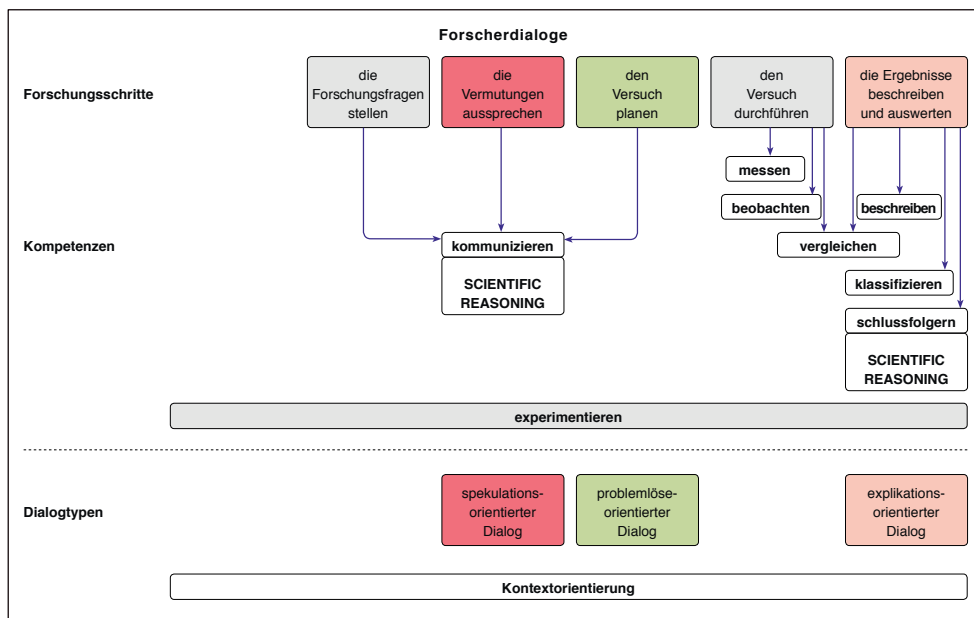 Forscherdialoge
Forschungsschritte
die
Forschungsfragen
stellen
die
Vermutungen
aussprechen
den
Versuch
planen
den
Versuch
durchführen
die Ergebnisse
beschreiben
und auswerten
messen
beobachten
beschreiben
Kompetenzen
kommunizieren
vergleichen
SCIENTIFIC
REASONING
klassifizieren
schlussfolgern
SCIENTIFIC
REASONING
experimentieren
Dialogtypen
spekulations-
orientierter
Dialog
problemlöse-
orientierter
Dialog
explikations-
orientierter
Dialog
Kontextorientierung